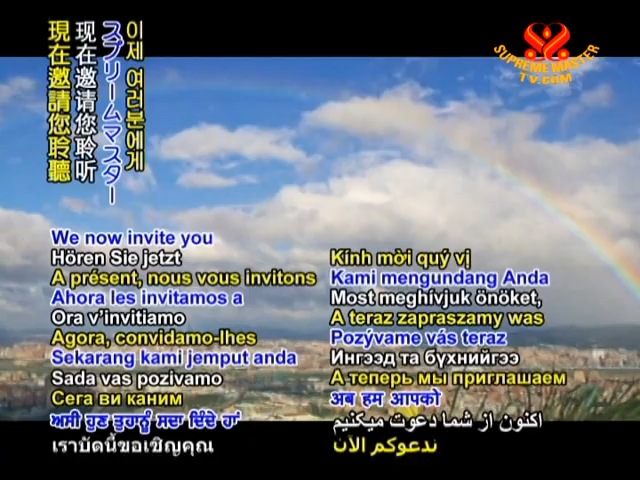 現在邀請您聆聽
现在邀请您聆听
スプリームマスター
이제 여러분에게
SUPREME MASTER
TV.COM
We now invite you
Hören Sie jetzt
A présent, nous vous invitons
Ahora les invitamos a
Ora v'invitiamo
Agora, convidamo-lhes
Sekarang kami jemput anda
Sada vas pozivamo
Сега ви каним
ਅਸੀ ਹੁਣ ਤੁਹਾਨੂੰ ਸਦਾ ਦਿੰਦੇ ਹਾਂ
เราบัดนี้ขอเชิญคุณ
Kính mời quý vị
Kami mengundang Anda
Most meghívjuk önöket,
A teraz zapraszamy was
Pozývame vás teraz
Ингээд та бүхнийгээ
А теперь мы приглашаем
अब हम आपको
اکنون از شما دعوت میکنیم
ندعوكم الآن